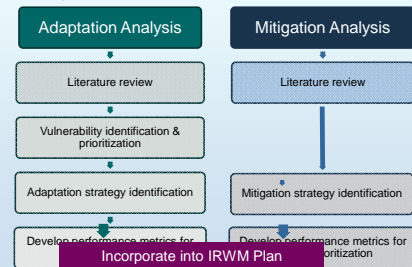 Adaptation Analysis
Mitigation Analysis
Literature review
Literature review
Vulnerability identification &
prioritization
Adaptation strategy identification
Mitigation strategy identification
Develop performance metrics for
Develop performance metrics for
Incorporate into IRWM Plan